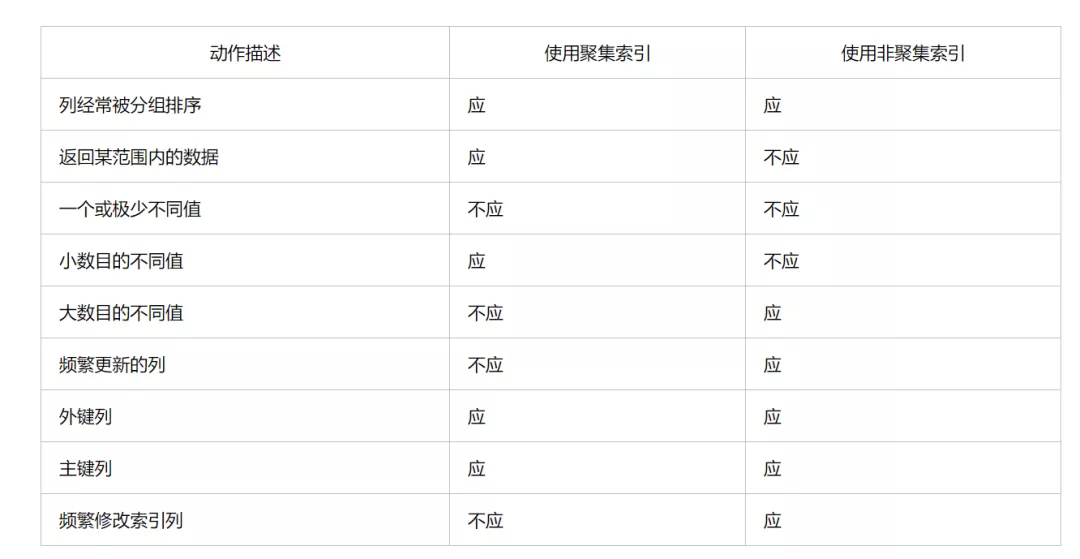 动作描述 使用聚集索引 使用非聚集索引
列经常被分组排序 应 应
返回某范围内的数据 应 不应
一个或极少不同值 不应 不应
小数目的不同值 应 不应
大数目的不同值 不应 应
频繁更新的列 不应 应
外键列 应 应
主键列 应 应
频繁修改索引列 不应 应